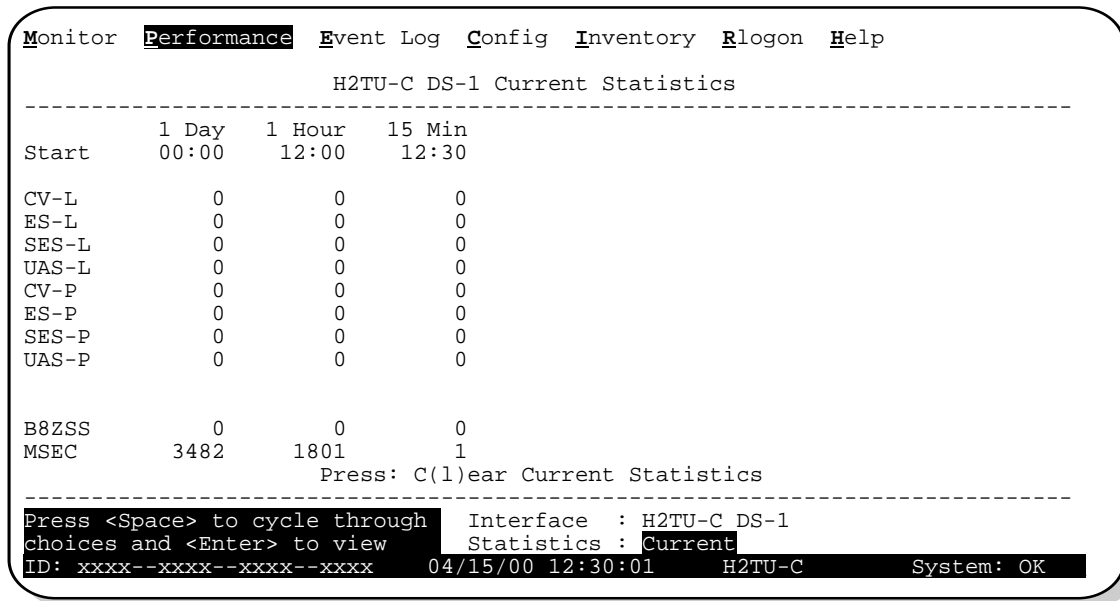 Monitor Performance Event Log Config Inventory Rlogon Help
H2TU-C DS-1 Current Statistics
--------------------------------------------------------------------------------
1 Day 1 Hour 15 Min
Start 00:00 12:00 12:30
CV-L 0 0 0
ES-L 0 0 0
SES-L 0 0 0
UAS-L 0 0 0
CV-P 0 0 0
ES-P 0 0 0
SES-P 0 0 0
UAS-P 0 0 0
B8ZSS 0 0 0
MSEC 3482 1801 1
Press: C(l)ear Current Statistics
--------------------------------------------------------------------------------
Press <Space> to cycle through Interface : H2TU-C DS-1
choices and <Enter> to view Statistics : Current
ID: xxxx--xxxx--xxxx--xxxx 04/15/00 12:30:01 H2TU-C System: OK